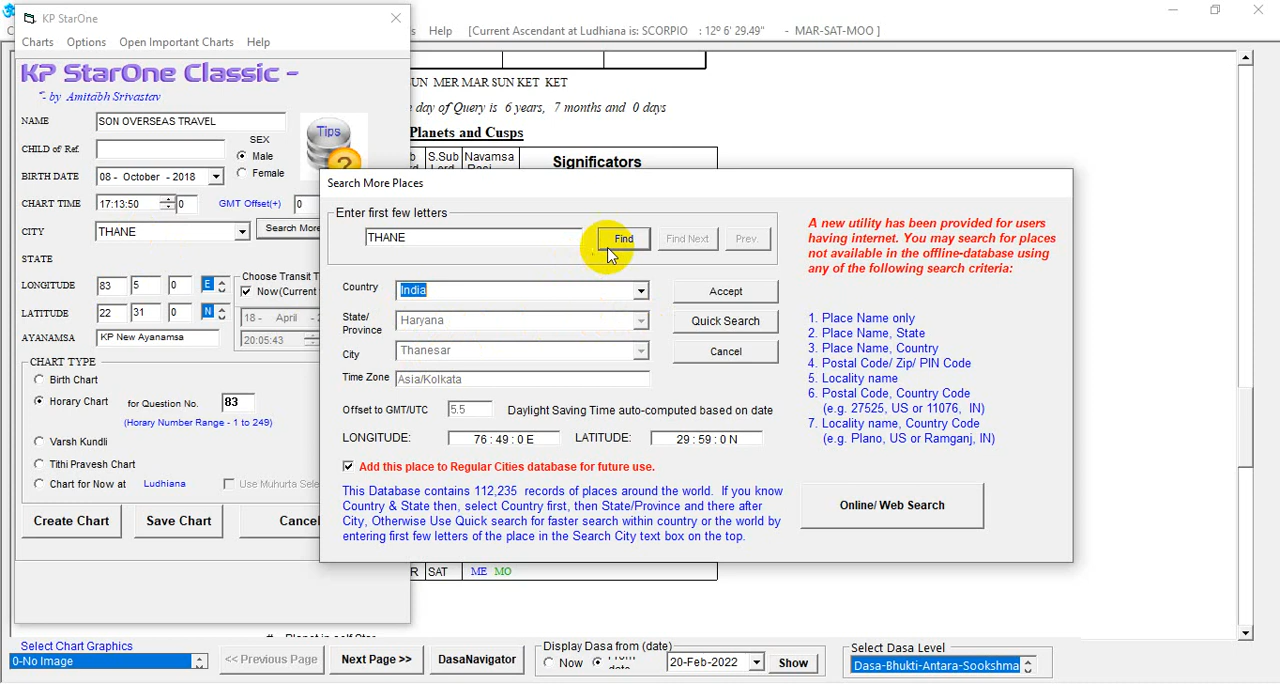 KP StarOne
Charts Options Open Important Charts Help
Help [Current Ascendant at Ludhiana is: SCORPIO : 12º 6' 29.49" - MAR-SAT-MOO ]
KP StarOne Classic -
- by Amitabh Srivastav
NAME SON OVERSEAS TRAVEL
Tips
CHILD of Ref.
SEX
Male
Female
BIRTH DATE 08 - October - 2018
CHART TIME 17:13:50 0 GMT Offset(+) 0
CITY THANE Search More
STATE
LONGITUDE 83 5 0 E
LATITUDE 22 31 0 N
AYANAMSA KP New Ayanamsa
Choose Transit T
Now(Current
18 - April - 2
20:05:43
CHART TYPE
Birth Chart
Horary Chart for Question No. 83
(Horary Number Range - 1 to 249)
Varsh Kundli
Tithi Pravesh Chart
Chart for Now at Ludhiana Use Muhurta Selec
Create Chart Save Chart Cance
UN MER MAR SUN KET KET
e day of Query is 6 years, 7 months and 0 days
Planets and Cusps
b S.Sub Navamsa Significators
Search More Places
Enter first few letters
THANE Find Find Next Prev.
Country India Accept
State/
Province Haryana Quick Search
City Thanesar Cancel
Time Zone Asia/Kolkata
Offset to GMT/UTC 5.5 Daylight Saving Time auto-computed based on date
LONGITUDE: 76 : 49 : 0 E LATITUDE: 29 : 59 : 0 N
Add this place to Regular Cities database for future use.
This Database contains 112,235 records of places around the world. If you know
Country & State then, select Country first, then State/Province and there after
City, Otherwise Use Quick search for faster search within country or the world by
entering first few letters of the place in the Search City text box on the top.
A new utility has been provided for users
having internet. You may search for places
not available in the offline-database using
any of the following search criteria:
1. Place Name only
2. Place Name, State
3. Place Name, Country
4. Postal Code/ Zip/ PIN Code
5. Locality name
6. Postal Code, Country Code
(e.g. 27525, US or 11076, IN)
7. Locality name, Country Code
(e.g. Plano, US or Ramganj, IN)
Online/ Web Search
R SAT ME MO
Select Chart Graphics
0-No Image
<< Previous Page Next Page >> DasaNavigator
Display Dasa from (date)
Now 20-Feb-2022 Show
Select Dasa Level
Dasa-Bhukti-Antara-Sookshma